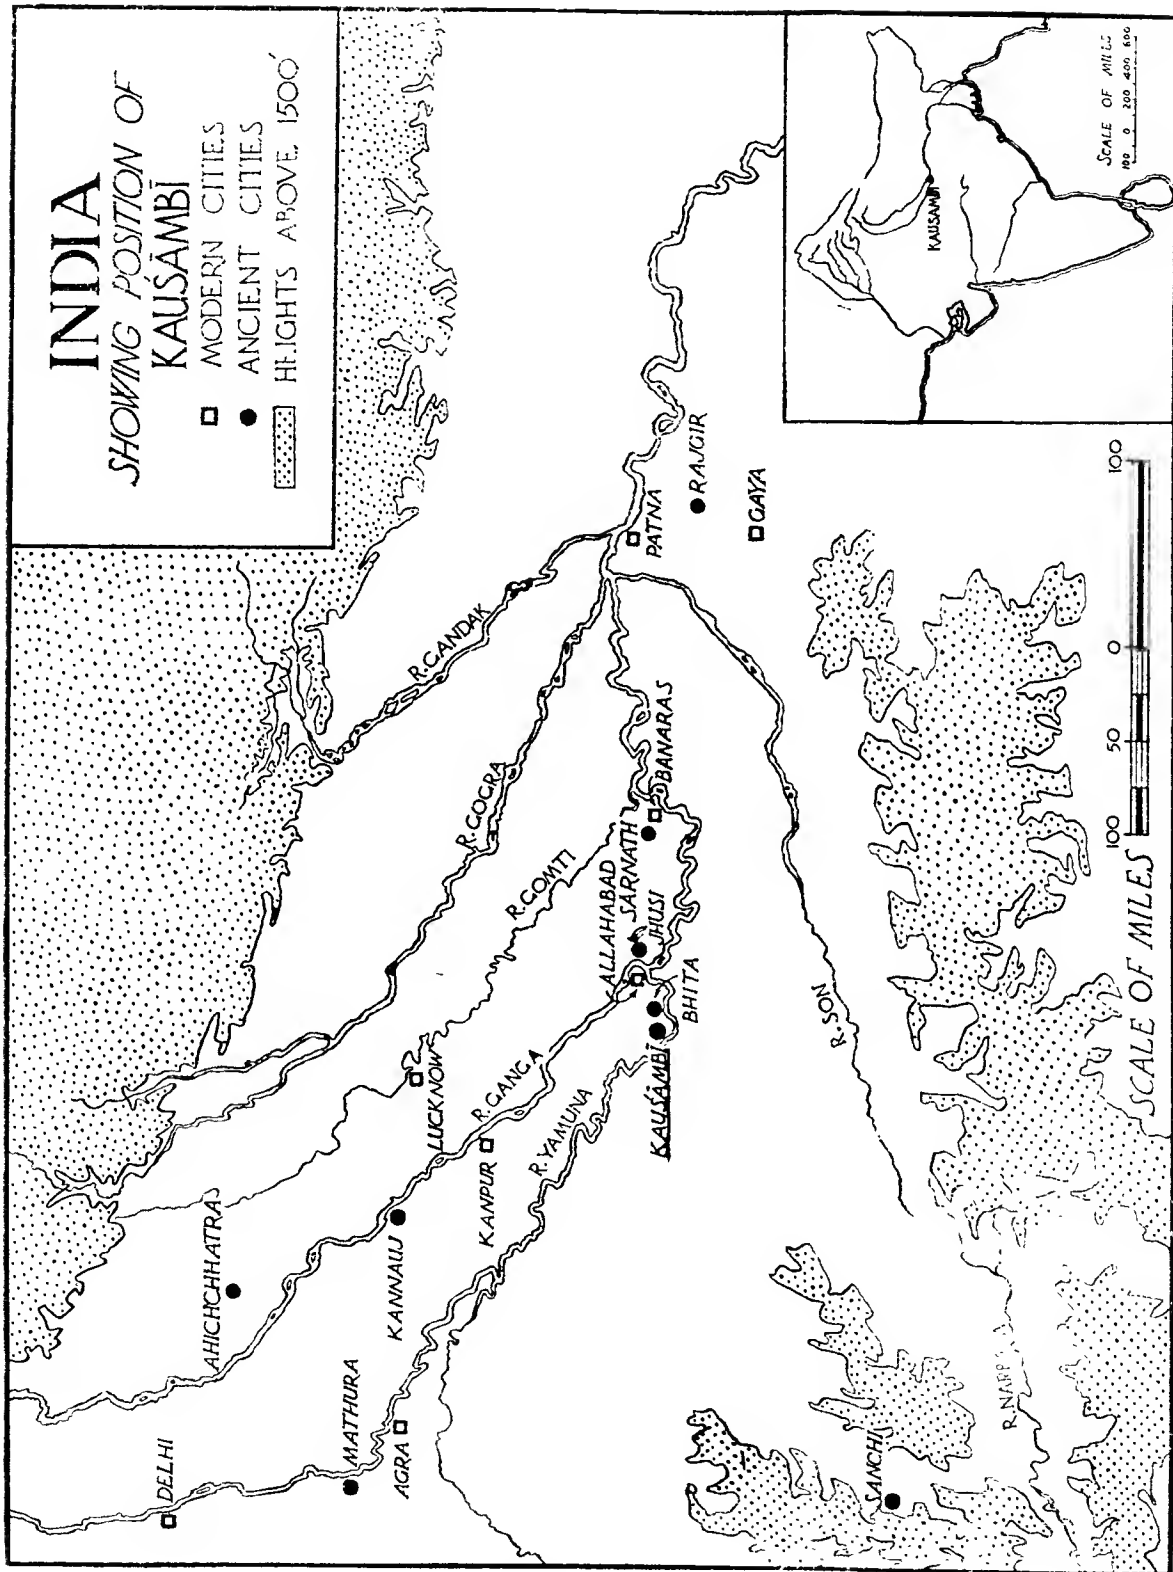 INDIA
SHOWING POSITION OF
KAUŚĀMBĪ
MODERN CITIES
ANCIENT CITIES
HEIGHTS ABOVE 1500'
DELHI
MATHURA
AGRA
AHICHCHHATRAS
KANNAUJ
KANPUR
LUCKNOW
R. GANGA
R. YAMUNA
R. GOMTI
R. GOGRA
R. GANDAK
KAUŚĀMBĪ
BHITA
ALLAHABAD
JHUSI
SARNATH
BANARAS
PATNA
RAJGIR
GAYA
R. SON
SANCHI
SCALE OF MILES
100 50 0 100
KAUSAMBI
SCALE OF MILES
100 0 200 400 600